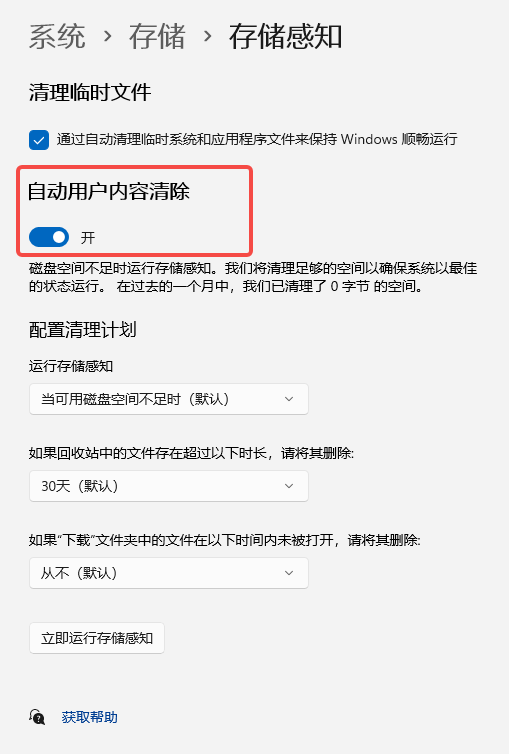 系统 › 存储 › 存储感知
清理临时文件
通过自动清理临时系统和应用程序文件来保持 Windows 顺畅运行
自动用户内容清除
开
磁盘空间不足时运行存储感知。我们将清理足够的空间以确保系统以最佳
的状态运行。 在过去的一个月中，我们已清理了 0 字节 的空间。
配置清理计划
运行存储感知
当可用磁盘空间不足时（默认）
如果回收站中的文件存在超过以下时长，请将其删除:
30天（默认）
如果“下载”文件夹中的文件在以下时间内未被打开，请将其删除:
从不（默认）
立即运行存储感知
获取帮助